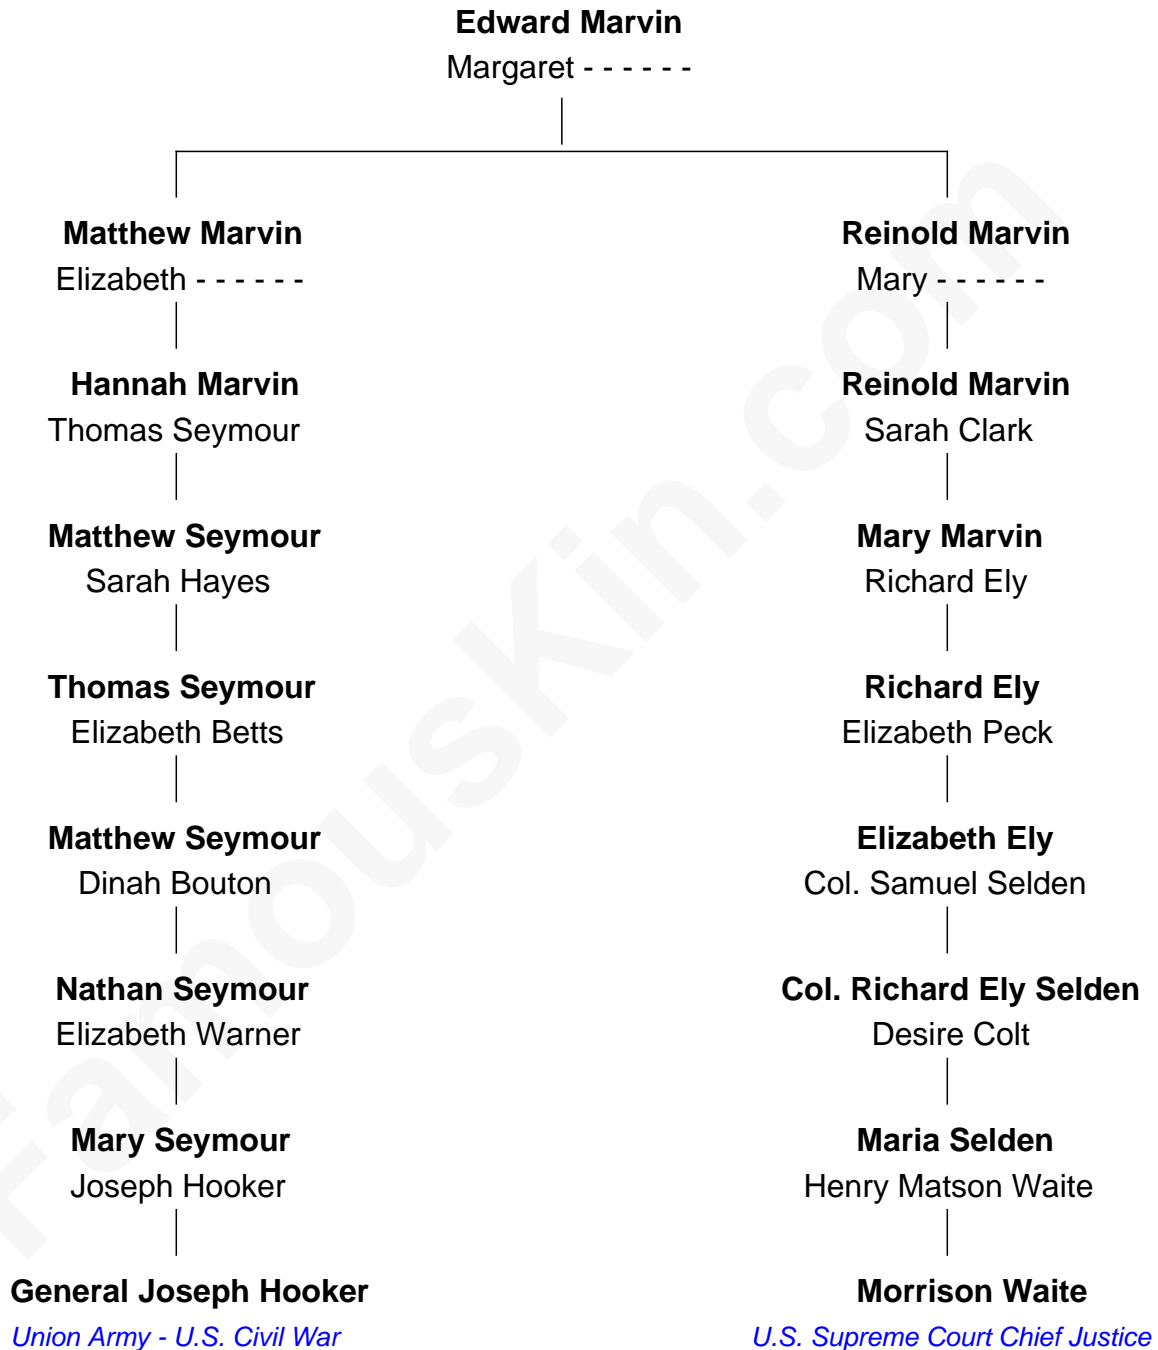 Edward Marvin
Margaret - - - - - -
Matthew Marvin
Elizabeth - - - - - -
Reinold Marvin
Mary - - - - - -
Hannah Marvin
Thomas Seymour
Reinold Marvin
Sarah Clark
Matthew Seymour
Sarah Hayes
Mary Marvin
Richard Ely
Thomas Seymour
Elizabeth Betts
Richard Ely
Elizabeth Peck
Matthew Seymour
Dinah Bouton
Elizabeth Ely
Col. Samuel Selden
Nathan Seymour
Elizabeth Warner
Col. Richard Ely Selden
Desire Colt
Mary Seymour
Joseph Hooker
Maria Selden
Henry Matson Waite
General Joseph Hooker
Union Army - U.S. Civil War
Morrison Waite
U.S. Supreme Court Chief Justice
FamousKin.com